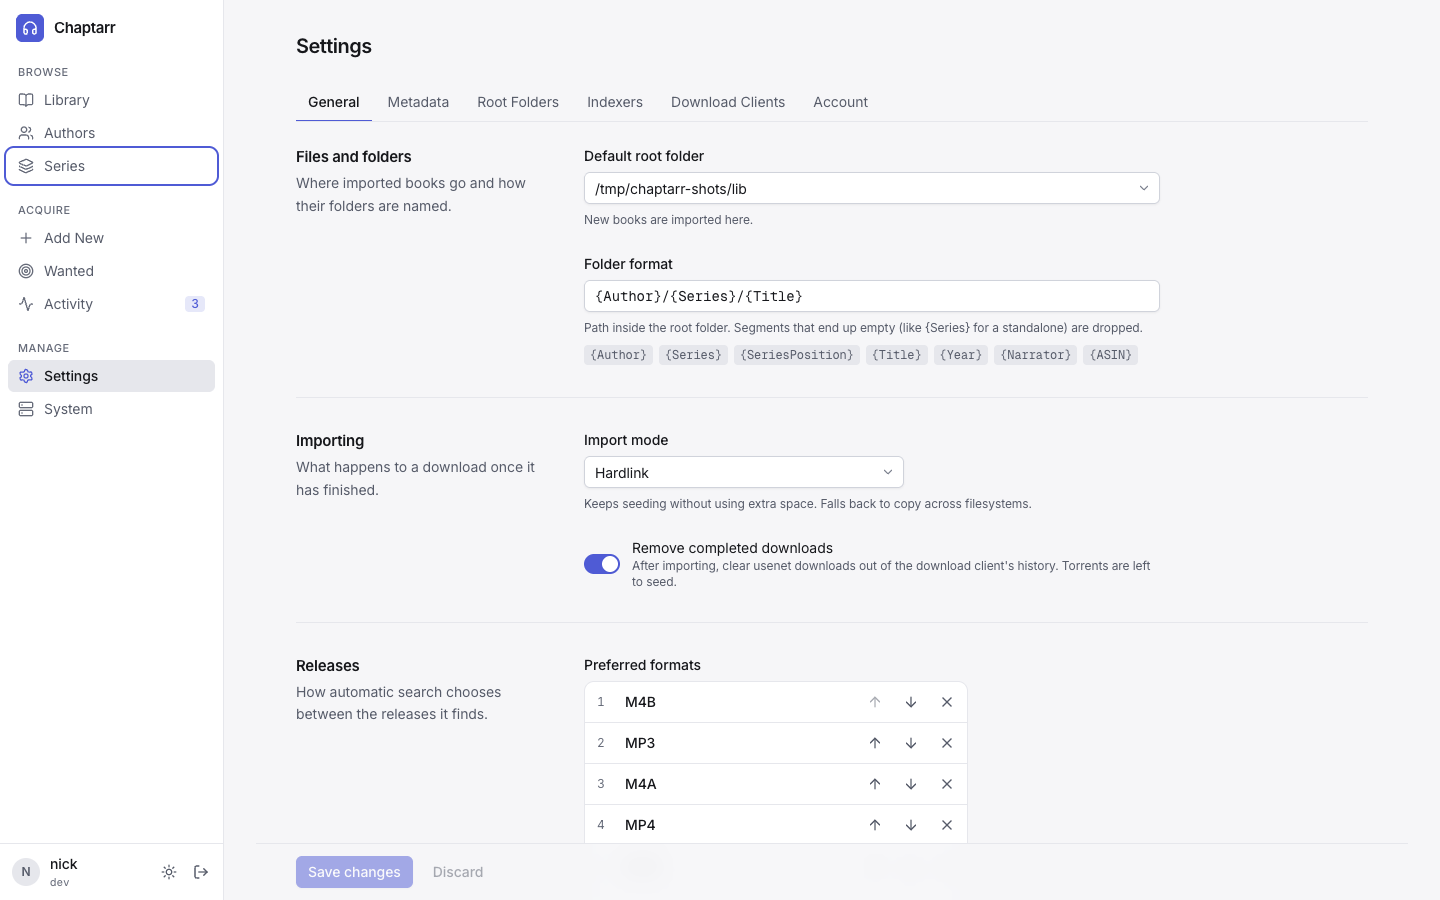 Chaptarr
BROWSE
Library
Authors
Series
ACQUIRE
Add New
Wanted
Activity 3
MANAGE
Settings
System
N
nick
dev
Settings
General Metadata Root Folders Indexers Download Clients Account
Files and folders
Where imported books go and how
their folders are named.
Default root folder
/tmp/chaptarr-shots/lib
New books are imported here.
Folder format
{Author}/{Series}/{Title}
Path inside the root folder. Segments that end up empty (like {Series} for a standalone) are dropped.
{Author} {Series} {SeriesPosition} {Title} {Year} {Narrator} {ASIN}
Importing
What happens to a download once it
has finished.
Import mode
Hardlink
Keeps seeding without using extra space. Falls back to copy across filesystems.
Remove completed downloads
After importing, clear usenet downloads out of the download client's history. Torrents are left
to seed.
Releases
How automatic search chooses
between the releases it finds.
Preferred formats
1 M4B
2 MP3
3 M4A
4 MP4
Save changes Discard